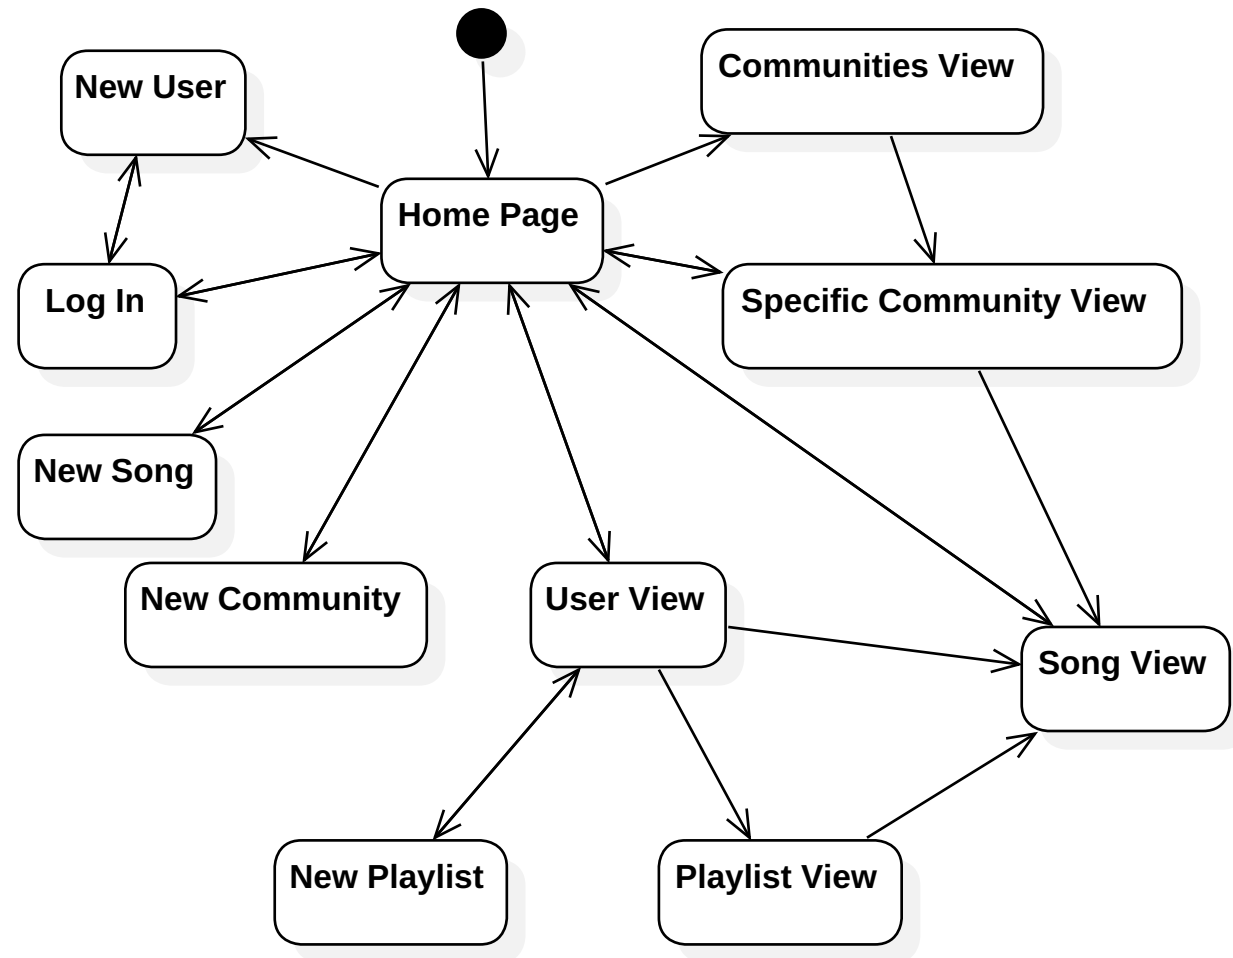 Communities View
New User
Home Page
Log In
Specific Community View
New Song
New Community
User View
Song View
New Playlist
Playlist View